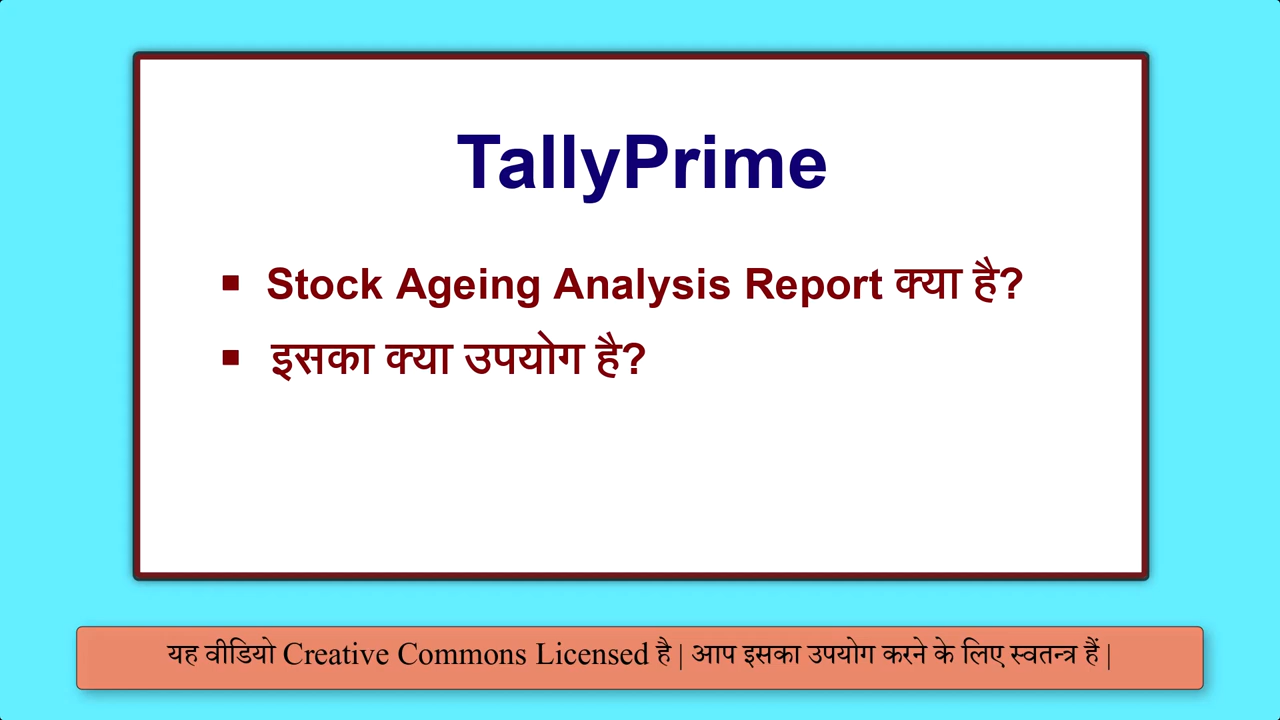 TallyPrime
▪ Stock Ageing Analysis Report क्या है?
▪ इसका क्या उपयोग है?
यह वीडियो Creative Commons Licensed है | आप इसका उपयोग करने के लिए स्वतन्त्र हैं |